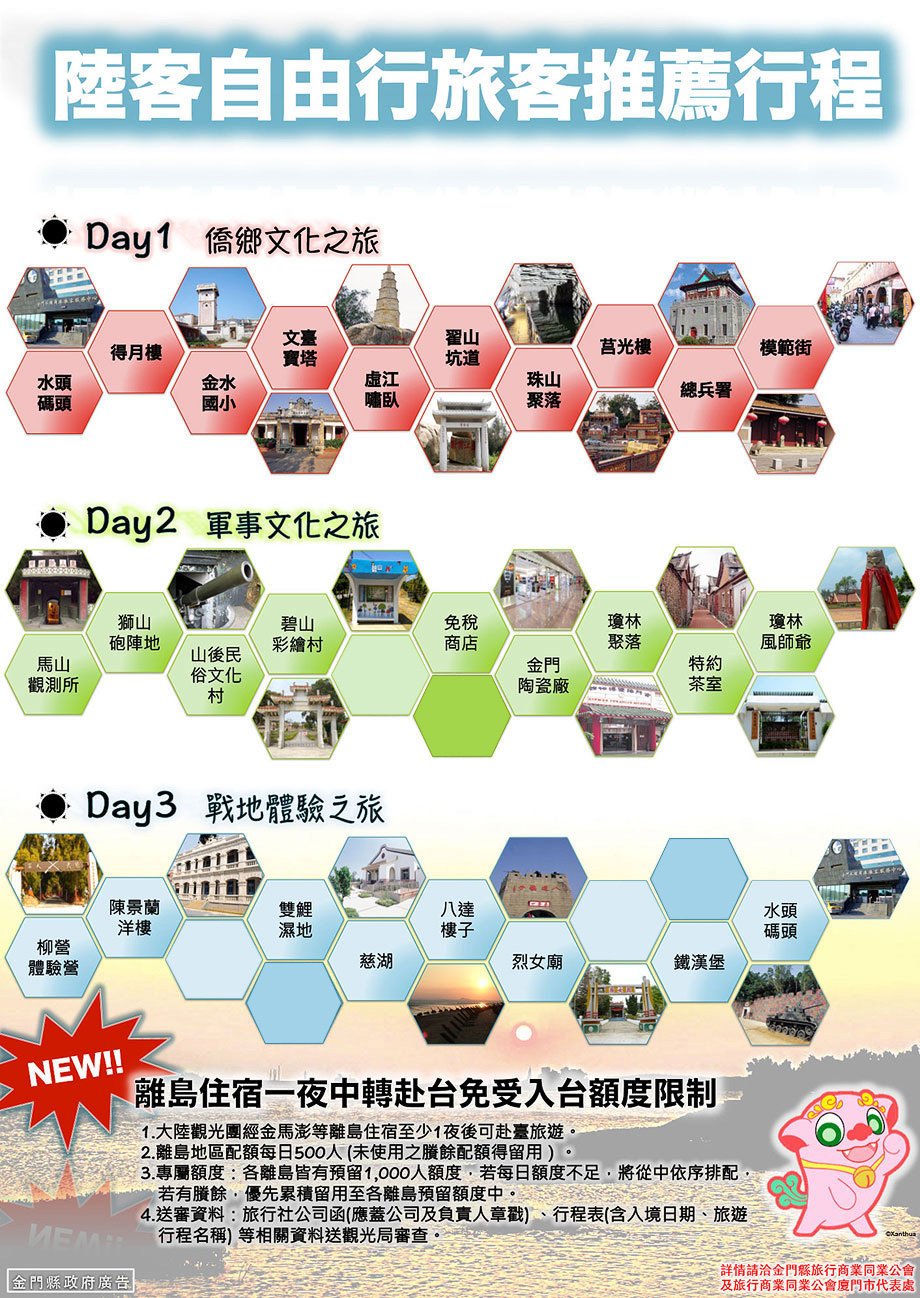 陸客自由行旅客推薦行程
Day1 僑鄉文化之旅
水頭
碼頭
得月樓
金水
國小
文臺
寶塔
虛江
嘯臥
翟山
坑道
珠山
聚落
莒光樓
總兵署
模範街
Day2 軍事文化之旅
馬山
觀測所
獅山
砲陣地
山後民
俗文化
村
碧山
彩繪村
免稅
商店
金門
陶瓷廠
瓊林
聚落
特約
茶室
瓊林
風師爺
Day3 戰地體驗之旅
柳營
體驗營
陳景蘭
洋樓
雙鯉
濕地
慈湖
八達
樓子
烈女廟
鐵漢堡
水頭
碼頭
NEW!!
離島住宿一夜中轉赴台免受入台額度限制
1.大陸觀光團經金馬澎等離島住宿至少1夜後可赴臺旅遊。
2.離島地區配額每日500人 (未使用之賸餘配額得留用 ) 。
3.專屬額度：各離島皆有預留1,000人額度，若每日額度不足，將從中依序排配，
若有賸餘，優先累積留用至各離島預留額度中。
4.送審資料：旅行社公司函(應蓋公司及負責人章戳) 、行程表(含入境日期、旅遊
行程名稱) 等相關資料送觀光局審查。
©Xanthua
金門縣政府廣告
詳情請洽金門縣旅行商業同業公會
及旅行商業同業公會廈門市代表處